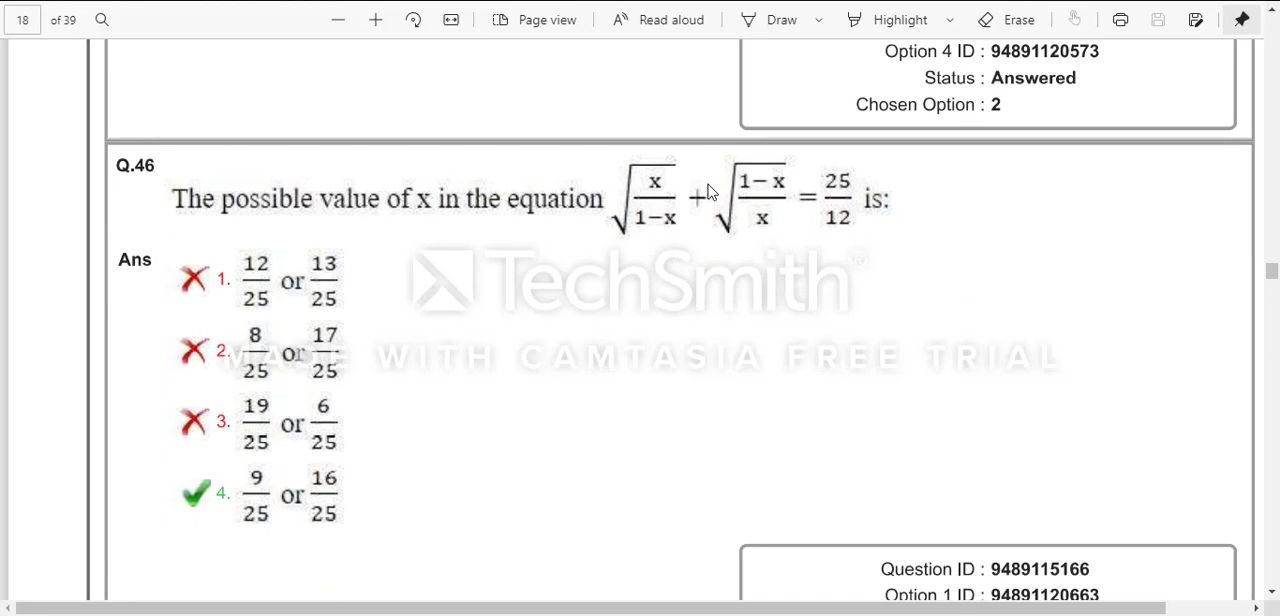 18 of 39 Page view Read aloud Draw Highlight Erase
Option 4 ID : 94891120573
Status : Answered
Chosen Option : 2
Q.46
The possible value of x in the equation √(x/(1−x)) + √((1−x)/x) = 25/12 is:
Ans
1. 12/25 or 13/25
2. 8/25 or 17/25
3. 19/25 or 6/25
4. 9/25 or 16/25
TechSmith®
MADE WITH CAMTASIA FREE TRIAL
Question ID : 9489115166
Option 1 ID : 94891120663